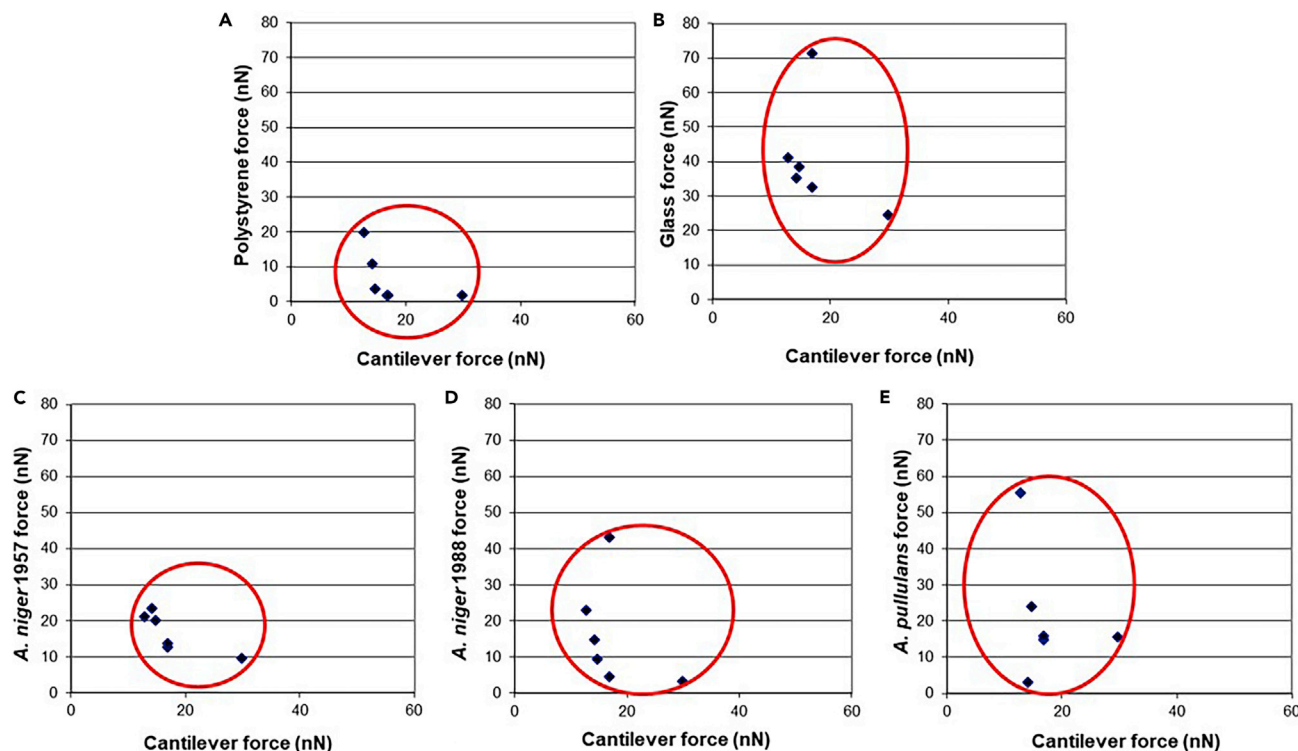 A
80
70
60
50
40
30
20
10
0
Polystyrene force (nN)
0 20 40 60
Cantilever force (nN)
B
80
70
60
50
40
30
20
10
0
Glass force (nN)
0 20 40 60
Cantilever force (nN)
C
80
70
60
50
40
30
20
10
0
A. niger 1957 force (nN)
0 20 40 60
Cantilever force (nN)
D
80
70
60
50
40
30
20
10
0
A. niger 1988 force (nN)
0 20 40 60
Cantilever force (nN)
E
80
70
60
50
40
30
20
10
0
A. pullulans force (nN)
0 20 40 60
Cantilever force (nN)